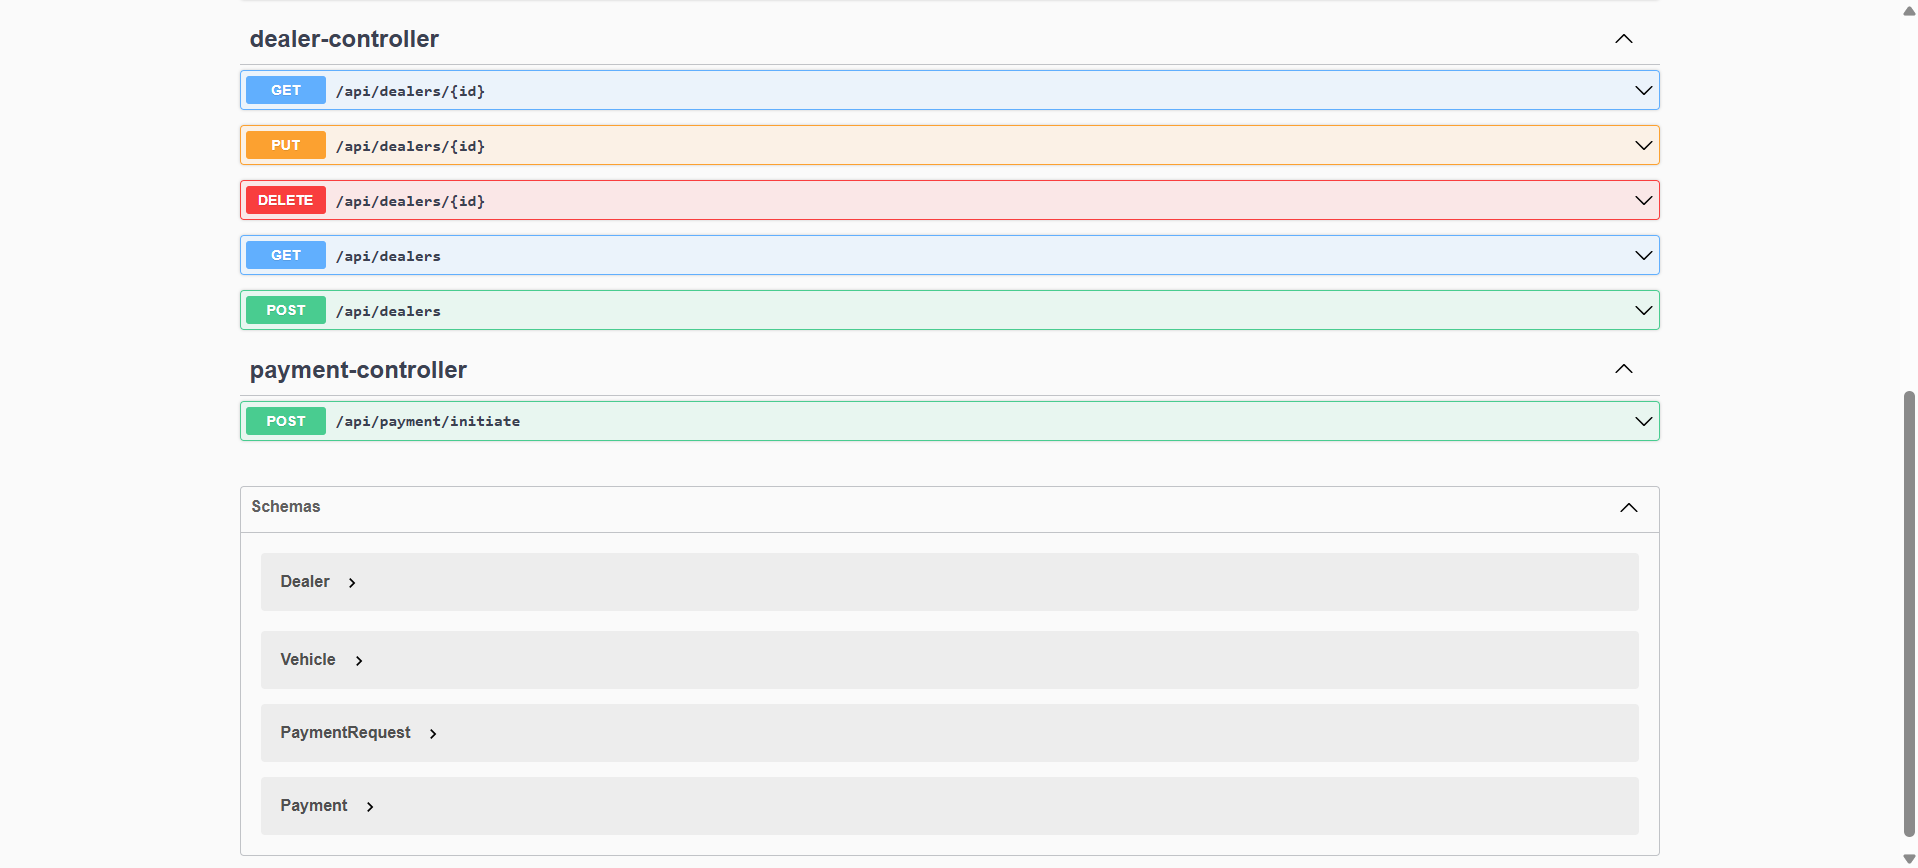 dealer-controller
GET /api/dealers/{id}
PUT /api/dealers/{id}
DELETE /api/dealers/{id}
GET /api/dealers
POST /api/dealers
payment-controller
POST /api/payment/initiate
Schemas
Dealer
Vehicle
PaymentRequest
Payment